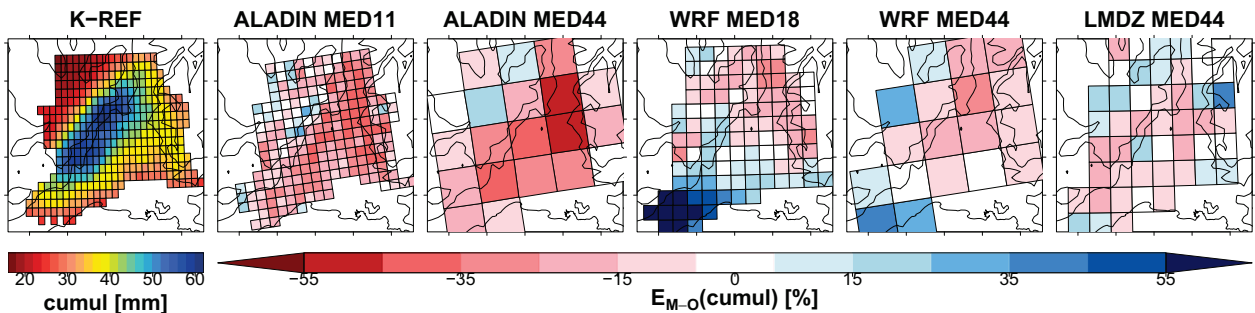 K-REF ALADIN MED11 ALADIN MED44 WRF MED18 WRF MED44 LMDZ MED44
20 30 40 50 60 −55 −35 −15 0 15 35 55
cumul [mm] E_M−O(cumul) [%]